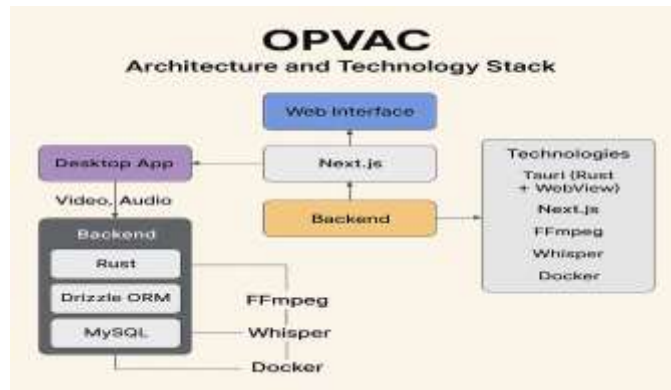 OPVAC
Architecture and Technology Stack
Web Interface
Desktop App
Next.js
Technologies
Tauri (Rust
+ WebView)
Next.js
FFmpeg
Whisper
Docker
Video, Audio
Backend
Backend
Rust
Drizzle ORM
MySQL
FFmpeg
Whisper
Docker